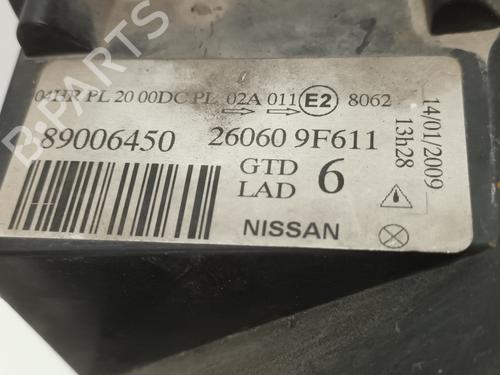 04HR PL 20 00DC PL 02A 011 E2 8062
89006450 26060 9F611
GTD
LAD 6
NISSAN
14/01/2009
13h28
B-PARTS